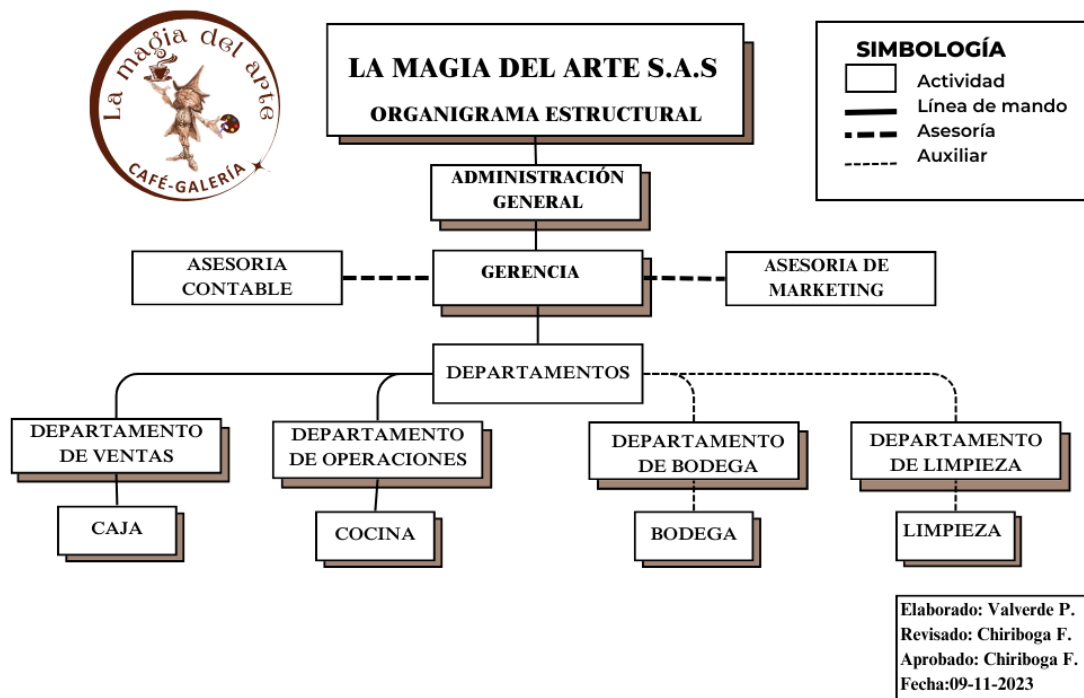 La magia del arte
CAFÉ-GALERÍA
LA MAGIA DEL ARTE S.A.S
ORGANIGRAMA ESTRUCTURAL
SIMBOLOGÍA
Actividad
Línea de mando
Asesoría
Auxiliar
ADMINISTRACIÓN
GENERAL
ASESORIA
CONTABLE
GERENCIA
ASESORIA DE
MARKETING
DEPARTAMENTOS
DEPARTAMENTO
DE VENTAS
DEPARTAMENTO
DE OPERACIONES
DEPARTAMENTO
DE BODEGA
DEPARTAMENTO
DE LIMPIEZA
CAJA
COCINA
BODEGA
LIMPIEZA
Elaborado: Valverde P.
Revisado: Chiriboga F.
Aprobado: Chiriboga F.
Fecha:09-11-2023